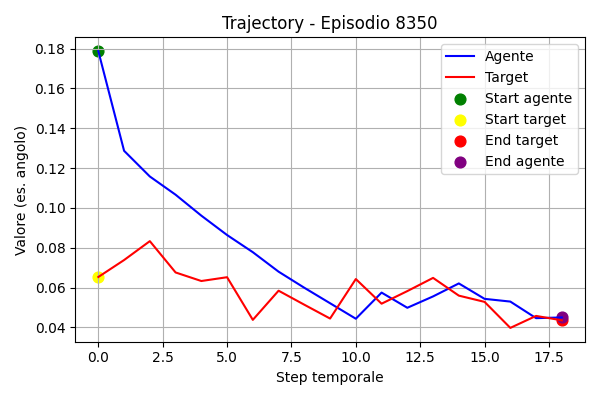 Trajectory - Episodio 8350
Valore (es. angolo)
0.18
0.16
0.14
0.12
0.10
0.08
0.06
0.04
Agente
Target
Start agente
Start target
End target
End agente
0.0 2.5 5.0 7.5 10.0 12.5 15.0 17.5
Step temporale